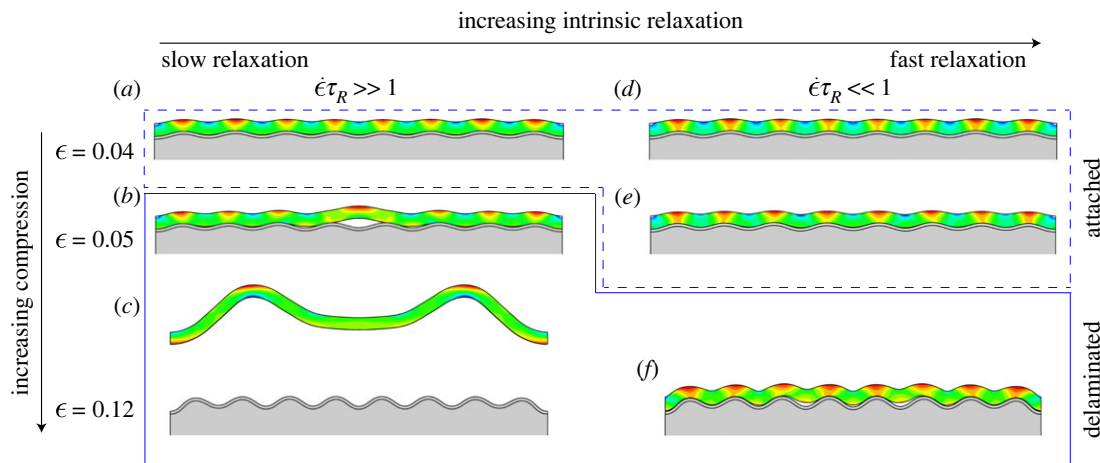 increasing intrinsic relaxation
slow relaxation fast relaxation
(a) ϵ̇τ_R >> 1 (d) ϵ̇τ_R << 1
ϵ = 0.04
(b) (e)
ϵ = 0.05
(c)
(f)
ϵ = 0.12
increasing compression
attached
delaminated